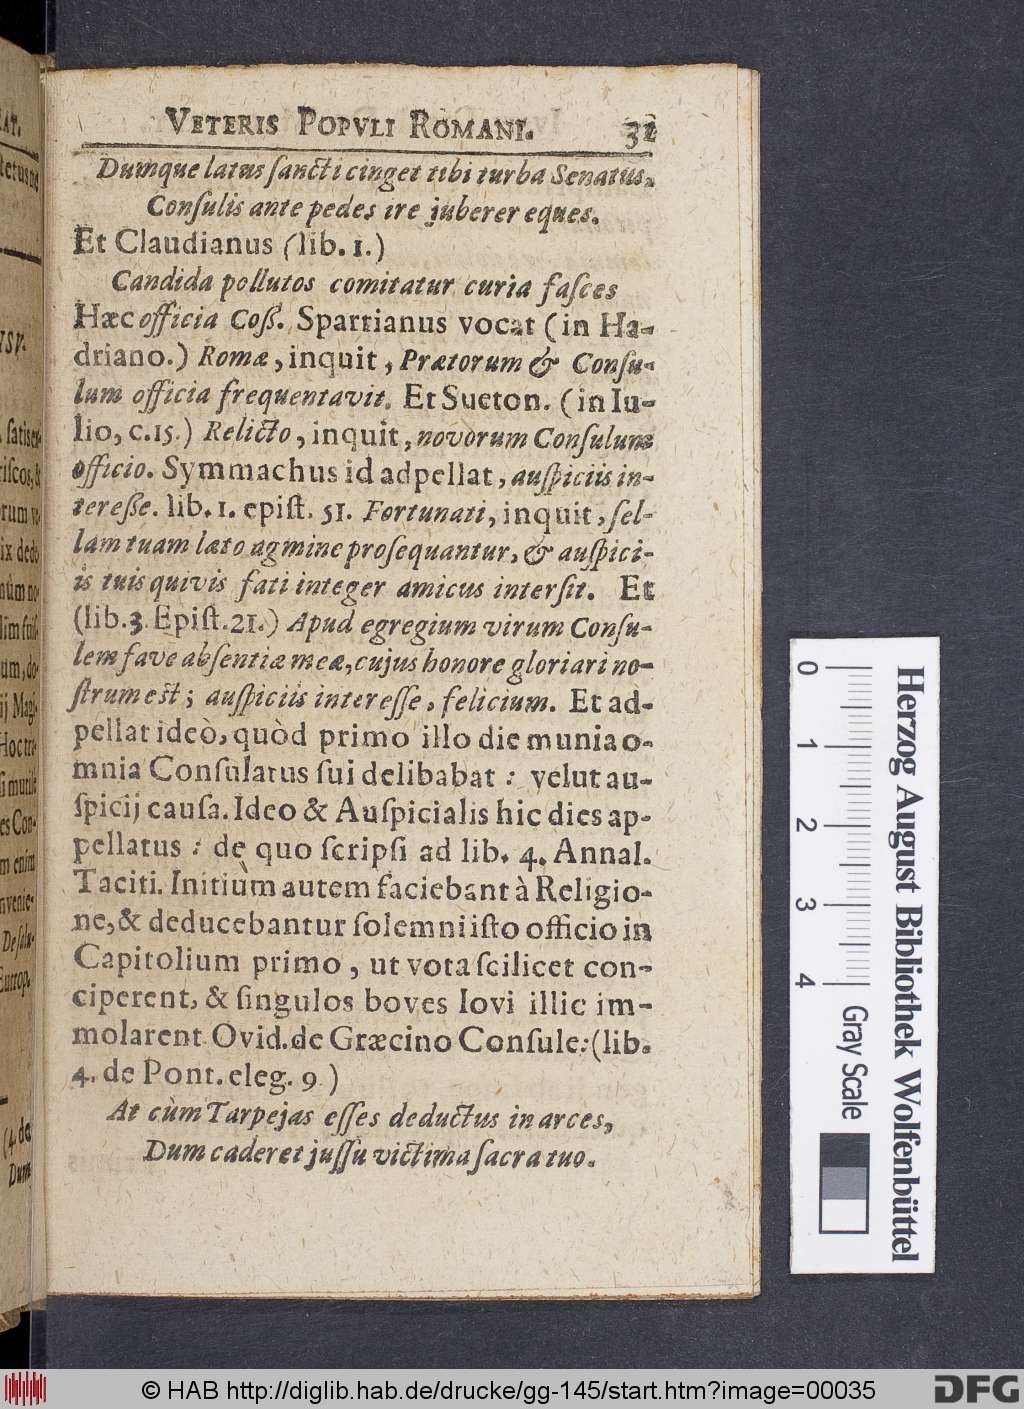 VETERIS POPVLI ROMANI. 31
Dumque latus ſancti cinget tibi turba Senatus,
Conſulis ante pedes ire juberer eques.
Et Claudianus (lib. 1.)
Candida pollutos comitatur curia faſces
Hæc officia Coß. Spartianus vocat (in Ha-
driano.) Romæ, inquit, Prætorum & Conſu-
lum officia frequentavit. Et Sueton. (in Iu-
lio, c. 15.) Relicto, inquit, novorum Conſulum
officio. Symmachus id adpellat, auſpiciis in-
tereße. lib. 1. epiſt. 51. Fortunati, inquit, ſel-
lam tuam læto agmine proſequantur, & auſpici-
is tuis quivis fati integer amicus interſit. Et
(lib. 3 Epiſt. 21.) Apud egregium virum Conſu-
lem fave abſentiæ meæ, cujus honore gloriari no-
ſtrum est; auſpiciis intereſſe, felicium. Et ad-
pellat ideò, quòd primo illo die munia o-
mnia Conſulatus ſui delibabat: velut au-
ſpicij cauſa. Ideo & Auſpicialis hic dies ap-
pellatus: de quo ſcripſi ad lib. 4. Annal.
Taciti. Initiùm autem faciebant à Religio-
ne, & deducebantur ſolemni iſto officio in
Capitolium primo, ut vota ſcilicet con-
ciperent, & ſingulos boves Iovi illic im-
molarent Ovid. de Græcino Conſule: (lib.
4. de Pont. eleg. 9)
At cùm Tarpejas eſſes deductus in arces,
Dum caderet juſſu victima ſacra tuo.
0 1 2 3 4
Gray Scale
Herzog August Bibliothek Wolfenbüttel
© HAB http://diglib.hab.de/drucke/gg-145/start.htm?image=00035
DFG